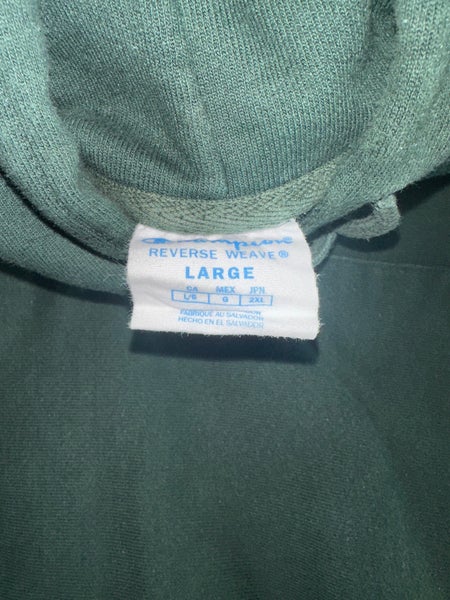 Champion
REVERSE WEAVE®
LARGE
CA MEX JPN
L/G G 2XL
FABRIQUÉ AU SALVADOR
HECHO EN EL SALVADOR